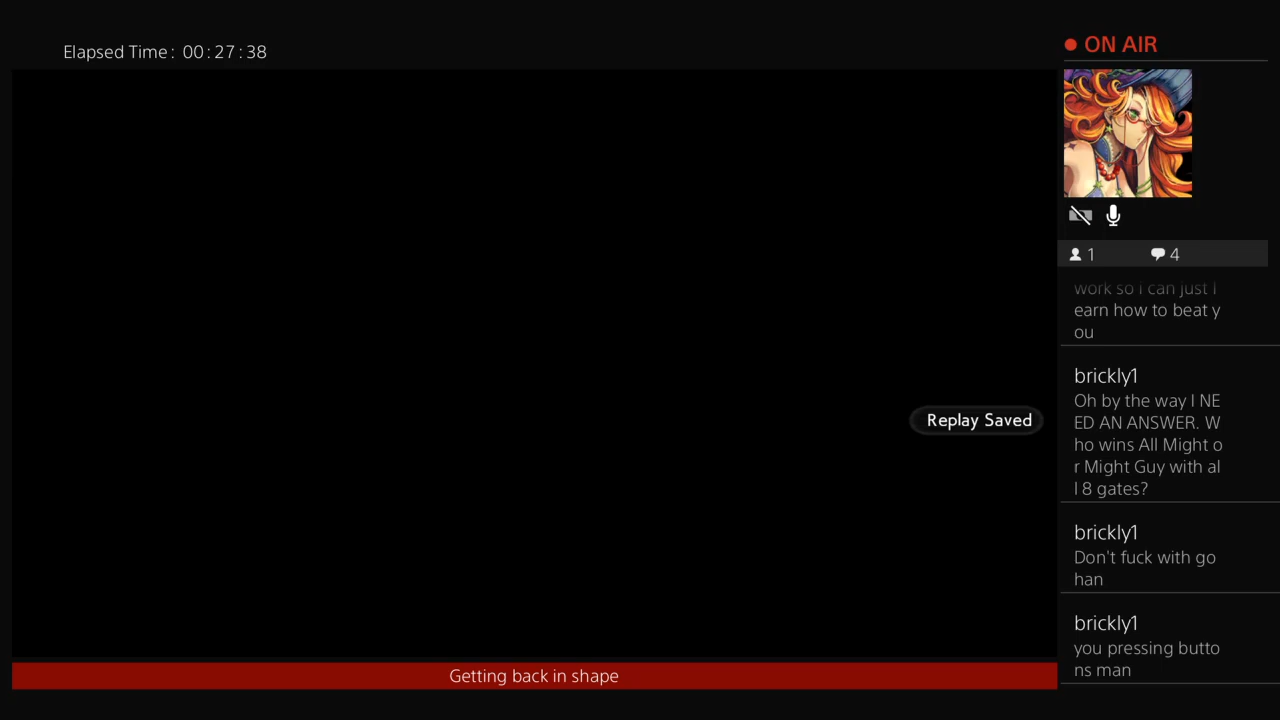 Elapsed Time: 00:27:38
ON AIR
1 4
work so I can just l
earn how to beat y
ou
brickly1
Oh by the way I NE
ED AN ANSWER. W
ho wins All Might o
r Might Guy with al
l 8 gates?
Replay Saved
brickly1
Don't fuck with go
han
brickly1
you pressing butto
ns man
Getting back in shape